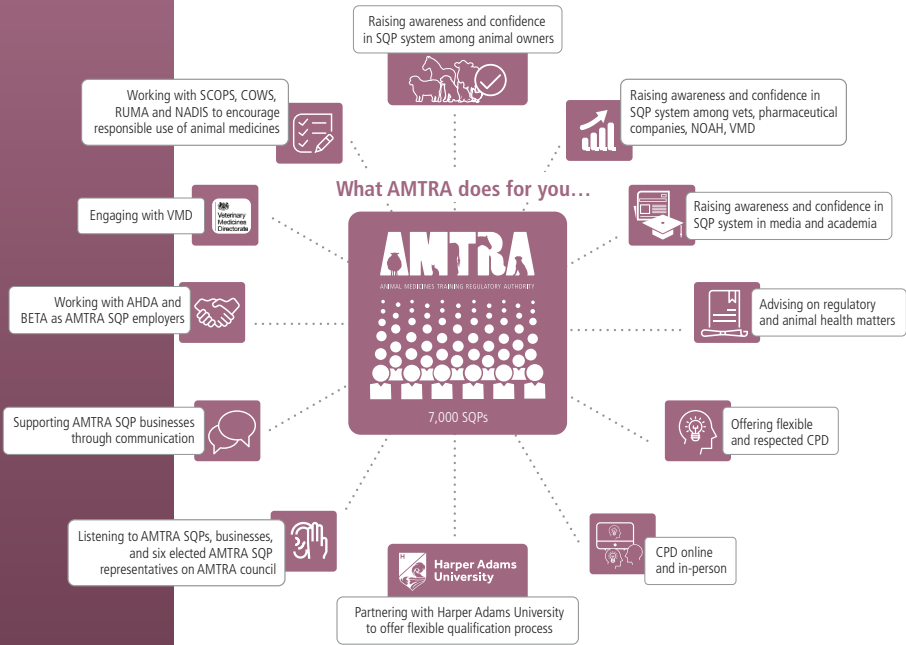 Raising awareness and confidence
in SQP system among animal owners
Working with SCOPS, COWS,
RUMA and NADIS to encourage
responsible use of animal medicines
Raising awareness and confidence in
SQP system among vets, pharmaceutical
companies, NOAH, VMD
What AMTRA does for you...
Engaging with VMD
Veterinary
Medicines
Directorate
Raising awareness and confidence in
SQP system in media and academia
AMTRA
ANIMAL MEDICINES TRAINING REGULATORY AUTHORITY
Working with AHDA and
BETA as AMTRA SQP employers
Advising on regulatory
and animal health matters
7,000 SQPs
Supporting AMTRA SQP businesses
through communication
Offering flexible
and respected CPD
Listening to AMTRA SQPs, businesses,
and six elected AMTRA SQP
representatives on AMTRA council
CPD online
and in-person
H
Harper Adams
University
Partnering with Harper Adams University
to offer flexible qualification process